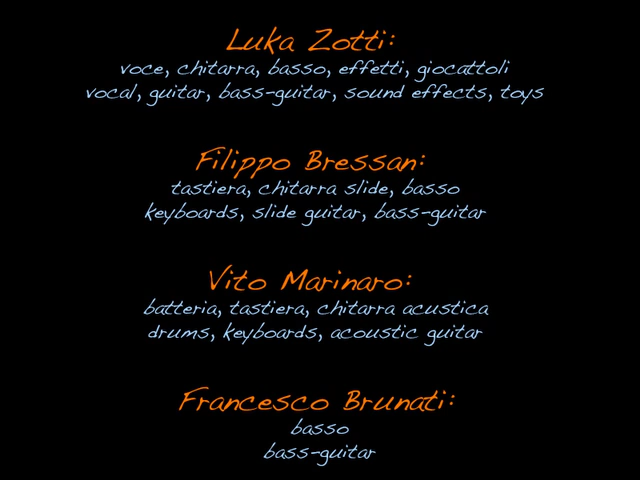 Luka Zotti:
voce, chitarra, basso, effetti, giocattoli
vocal, guitar, bass-guitar, sound effects, toys
Filippo Bressan:
tastiera, chitarra slide, basso
keyboards, slide guitar, bass-guitar
Vito Marinaro:
batteria, tastiera, chitarra acustica
drums, keyboards, acoustic guitar
Francesco Brunati:
basso
bass-guitar